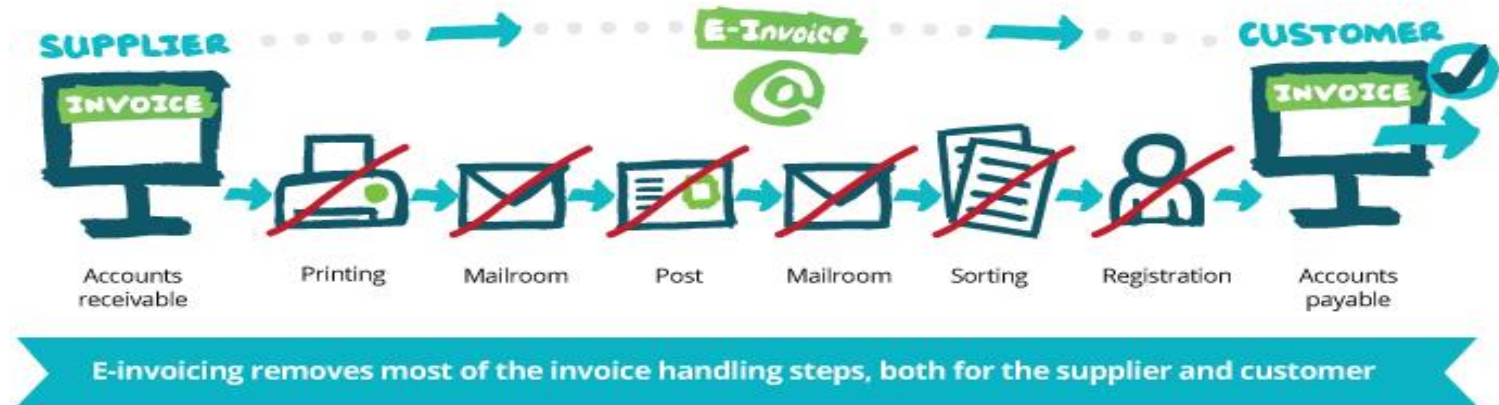 SUPPLIER
E-Invoice
CUSTOMER
INVOICE
@
INVOICE
Accounts
receivable
Printing
Mailroom
Post
Mailroom
Sorting
Registration
Accounts
payable
E-invoicing removes most of the invoice handling steps, both for the supplier and customer